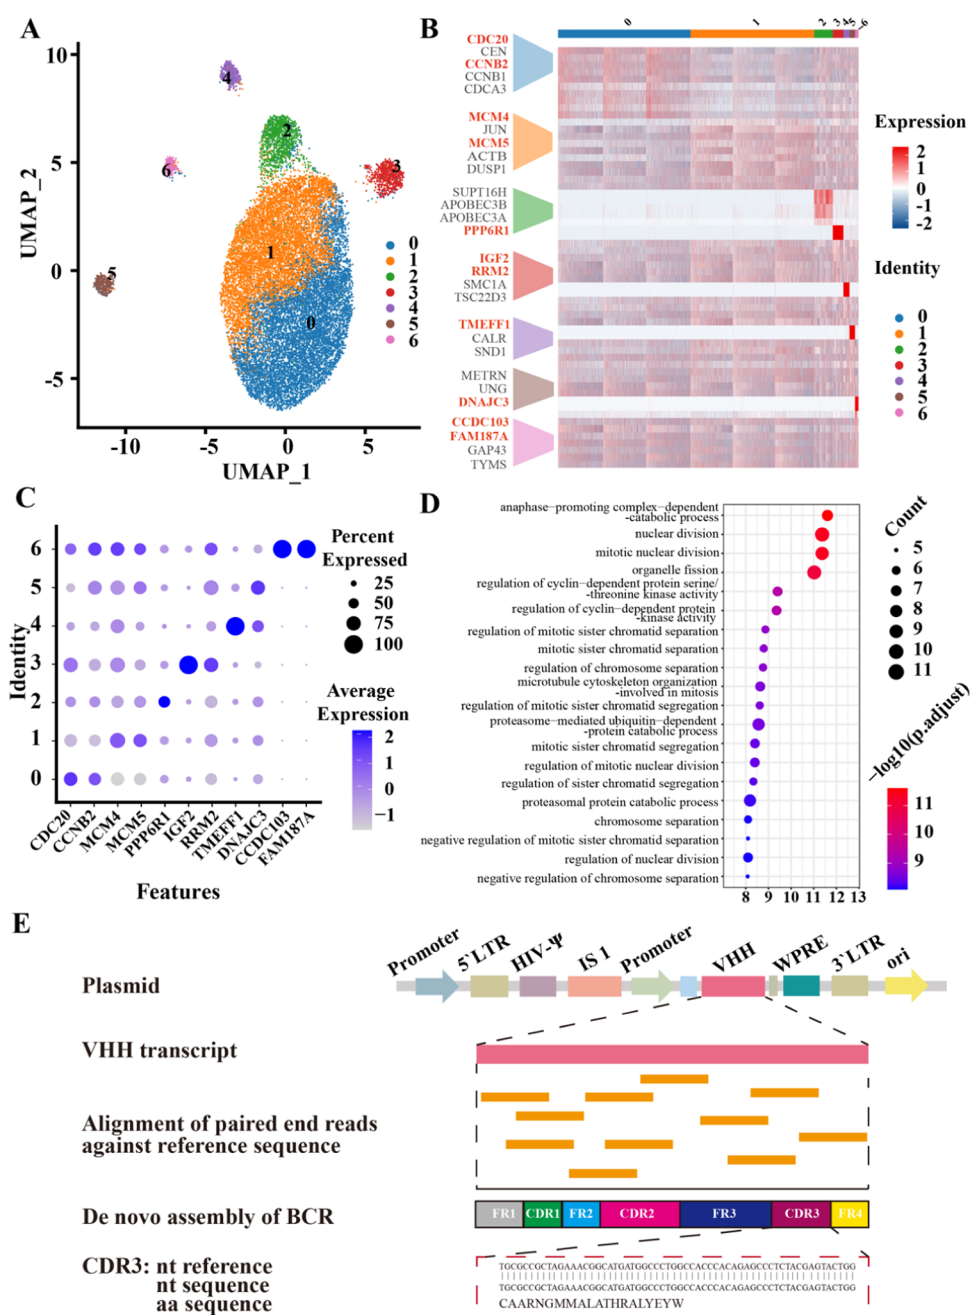 A
10
5
0
-5
UMAP_2
-10
-5
0
5
UMAP_1
4
2
6
3
5
1
0
0
1
2
3
4
5
6
B
0
1
2
3
4
5
6
CDC20
CEN
CCNB2
CCNB1
CDCA3
MCM4
JUN
MCM5
ACTB
DUSP1
SUPT16H
APOBEC3B
APOBEC3A
PPP6R1
IGF2
RRM2
SMC1A
TSC22D3
TMEFF1
CALR
SND1
METRN
UNG
DNAJC3
CCDC103
FAM187A
GAP43
TYMS
Expression
2
1
0
-1
-2
Identity
0
1
2
3
4
5
6
C
Identity
6
5
4
3
2
1
0
CDC20
CCNB2
MCM4
MCM5
PPP6R1
IGF2
RRM2
TMEFF1
DNAJC3
CCDC103
FAM187A
Features
Percent
Expressed
25
50
75
100
Average
Expression
2
1
0
−1
D
anaphase−promoting complex−dependent
-catabolic process
nuclear division
mitotic nuclear division
organelle fission
regulation of cyclin−dependent protein serine/
-threonine kinase activity
regulation of cyclin−dependent protein
-kinase activity
regulation of mitotic sister chromatid separation
mitotic sister chromatid separation
regulation of chromosome separation
microtubule cytoskeleton organization
-involved in mitosis
regulation of mitotic sister chromatid segregation
proteasome−mediated ubiquitin−dependent
-protein catabolic process
mitotic sister chromatid segregation
regulation of mitotic nuclear division
regulation of sister chromatid segregation
proteasomal protein catabolic process
chromosome separation
negative regulation of mitotic sister chromatid separation
regulation of nuclear division
negative regulation of chromosome separation
8 9 10 11 12 13
Count
5
6
7
8
9
10
11
−log10(p.adjust)
11
10
9
E
Promoter
5`LTR
HIV-Ψ
IS 1
Promoter
VHH
WPRE
3`LTR
ori
Plasmid
VHH transcript
Alignment of paired end reads
against reference sequence
De novo assembly of BCR
FR1 CDR1 FR2 CDR2 FR3 CDR3 FR4
CDR3: nt reference
nt sequence
aa sequence
TGCGCCGCTAGAAACGGCATGATGGCCCTGGCCACCCACAGAGCCCTCTACGAGTACTGG
TGCGCCGCTAGAAACGGCATGATGGCCCTGGCCACCCACAGAGCCCTCTACGAGTACTGG
CAARNGMMALATHRALYEYW